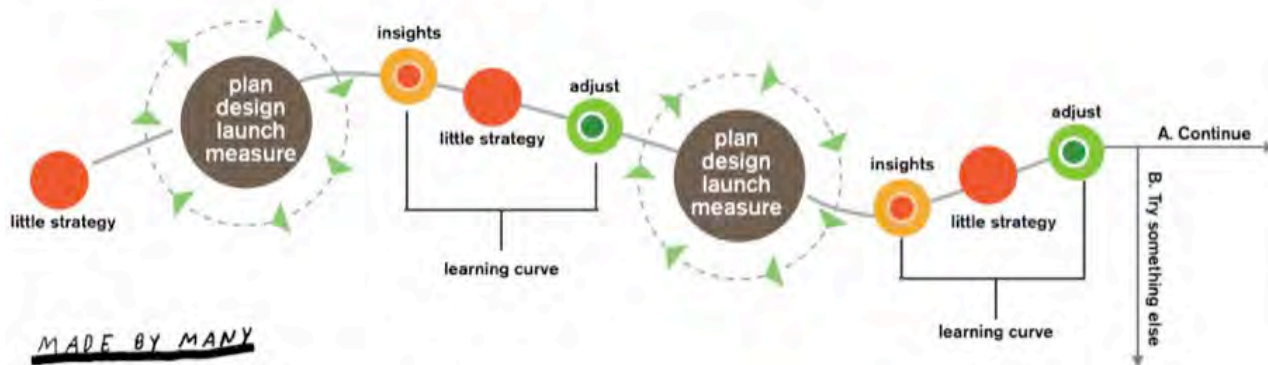 little strategy
plan
design
launch
measure
insights
little strategy
adjust
learning curve
plan
design
launch
measure
insights
little strategy
adjust
learning curve
A. Continue
B. Try something else
MADE BY MANY